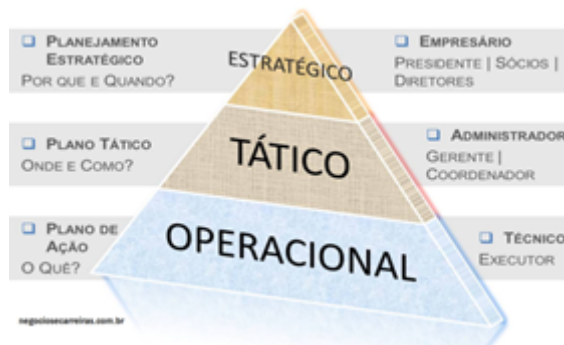 ❑ PLANEJAMENTO
ESTRATÉGICO
POR QUE E QUANDO?
ESTRATÉGICO
❑ EMPRESÁRIO
PRESIDENTE | SÓCIOS |
DIRETORES
❑ PLANO TÁTICO
ONDE E COMO?
TÁTICO
❑ ADMINISTRADOR
GERENTE |
COORDENADOR
❑ PLANO DE
AÇÃO
O QUÊ?
OPERACIONAL
❑ TÉCNICO
EXECUTOR
negociosecarreiras.com.br